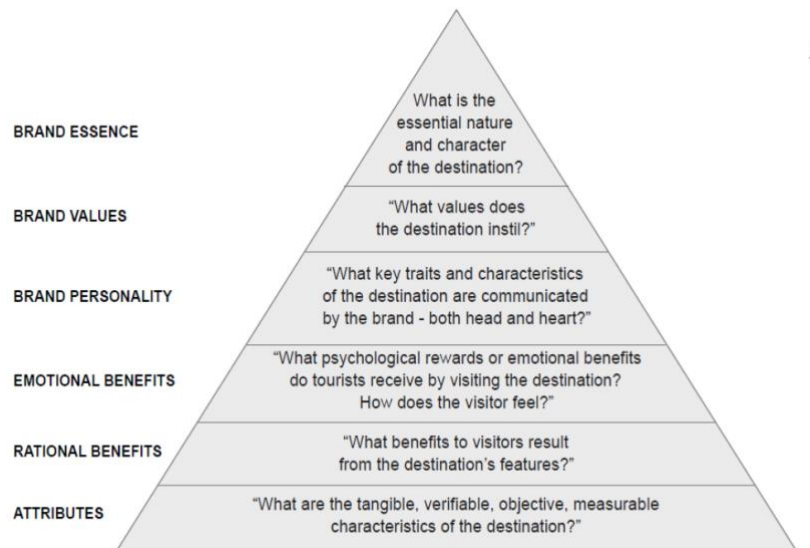 BRAND ESSENCE
What is the
essential nature
and character
of the destination?
BRAND VALUES
“What values does
the destination instil?”
BRAND PERSONALITY
“What key traits and characteristics
of the destination are communicated
by the brand - both head and heart?”
EMOTIONAL BENEFITS
“What psychological rewards or emotional benefits
do tourists receive by visiting the destination?
How does the visitor feel?”
RATIONAL BENEFITS
“What benefits to visitors result
from the destination’s features?”
ATTRIBUTES
“What are the tangible, verifiable, objective, measurable
characteristics of the destination?”